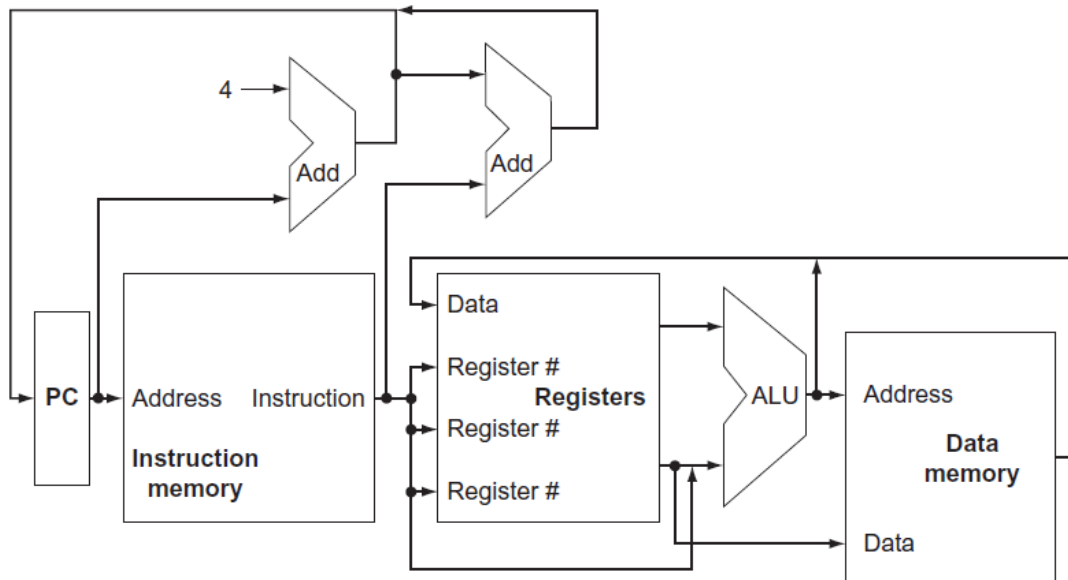 4
Add
Add
Data
Register #
PC
Address
Instruction
Registers
ALU
Address
Register #
Instruction
memory
Data
memory
Register #
Data